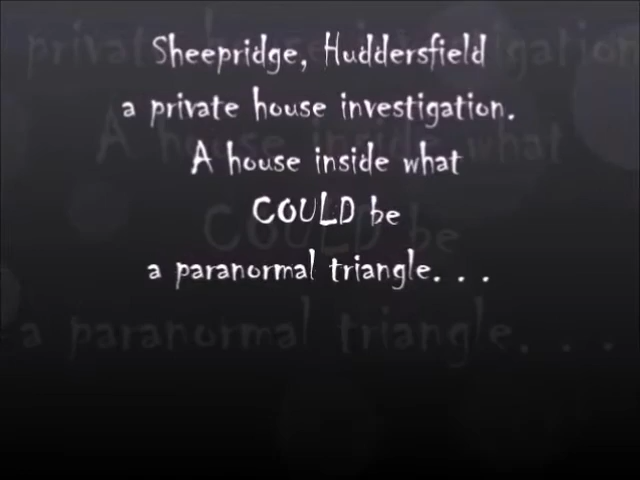 Sheepridge, Huddersfield
a private house investigation.
A house inside what
COULD be
a paranormal triangle. . .